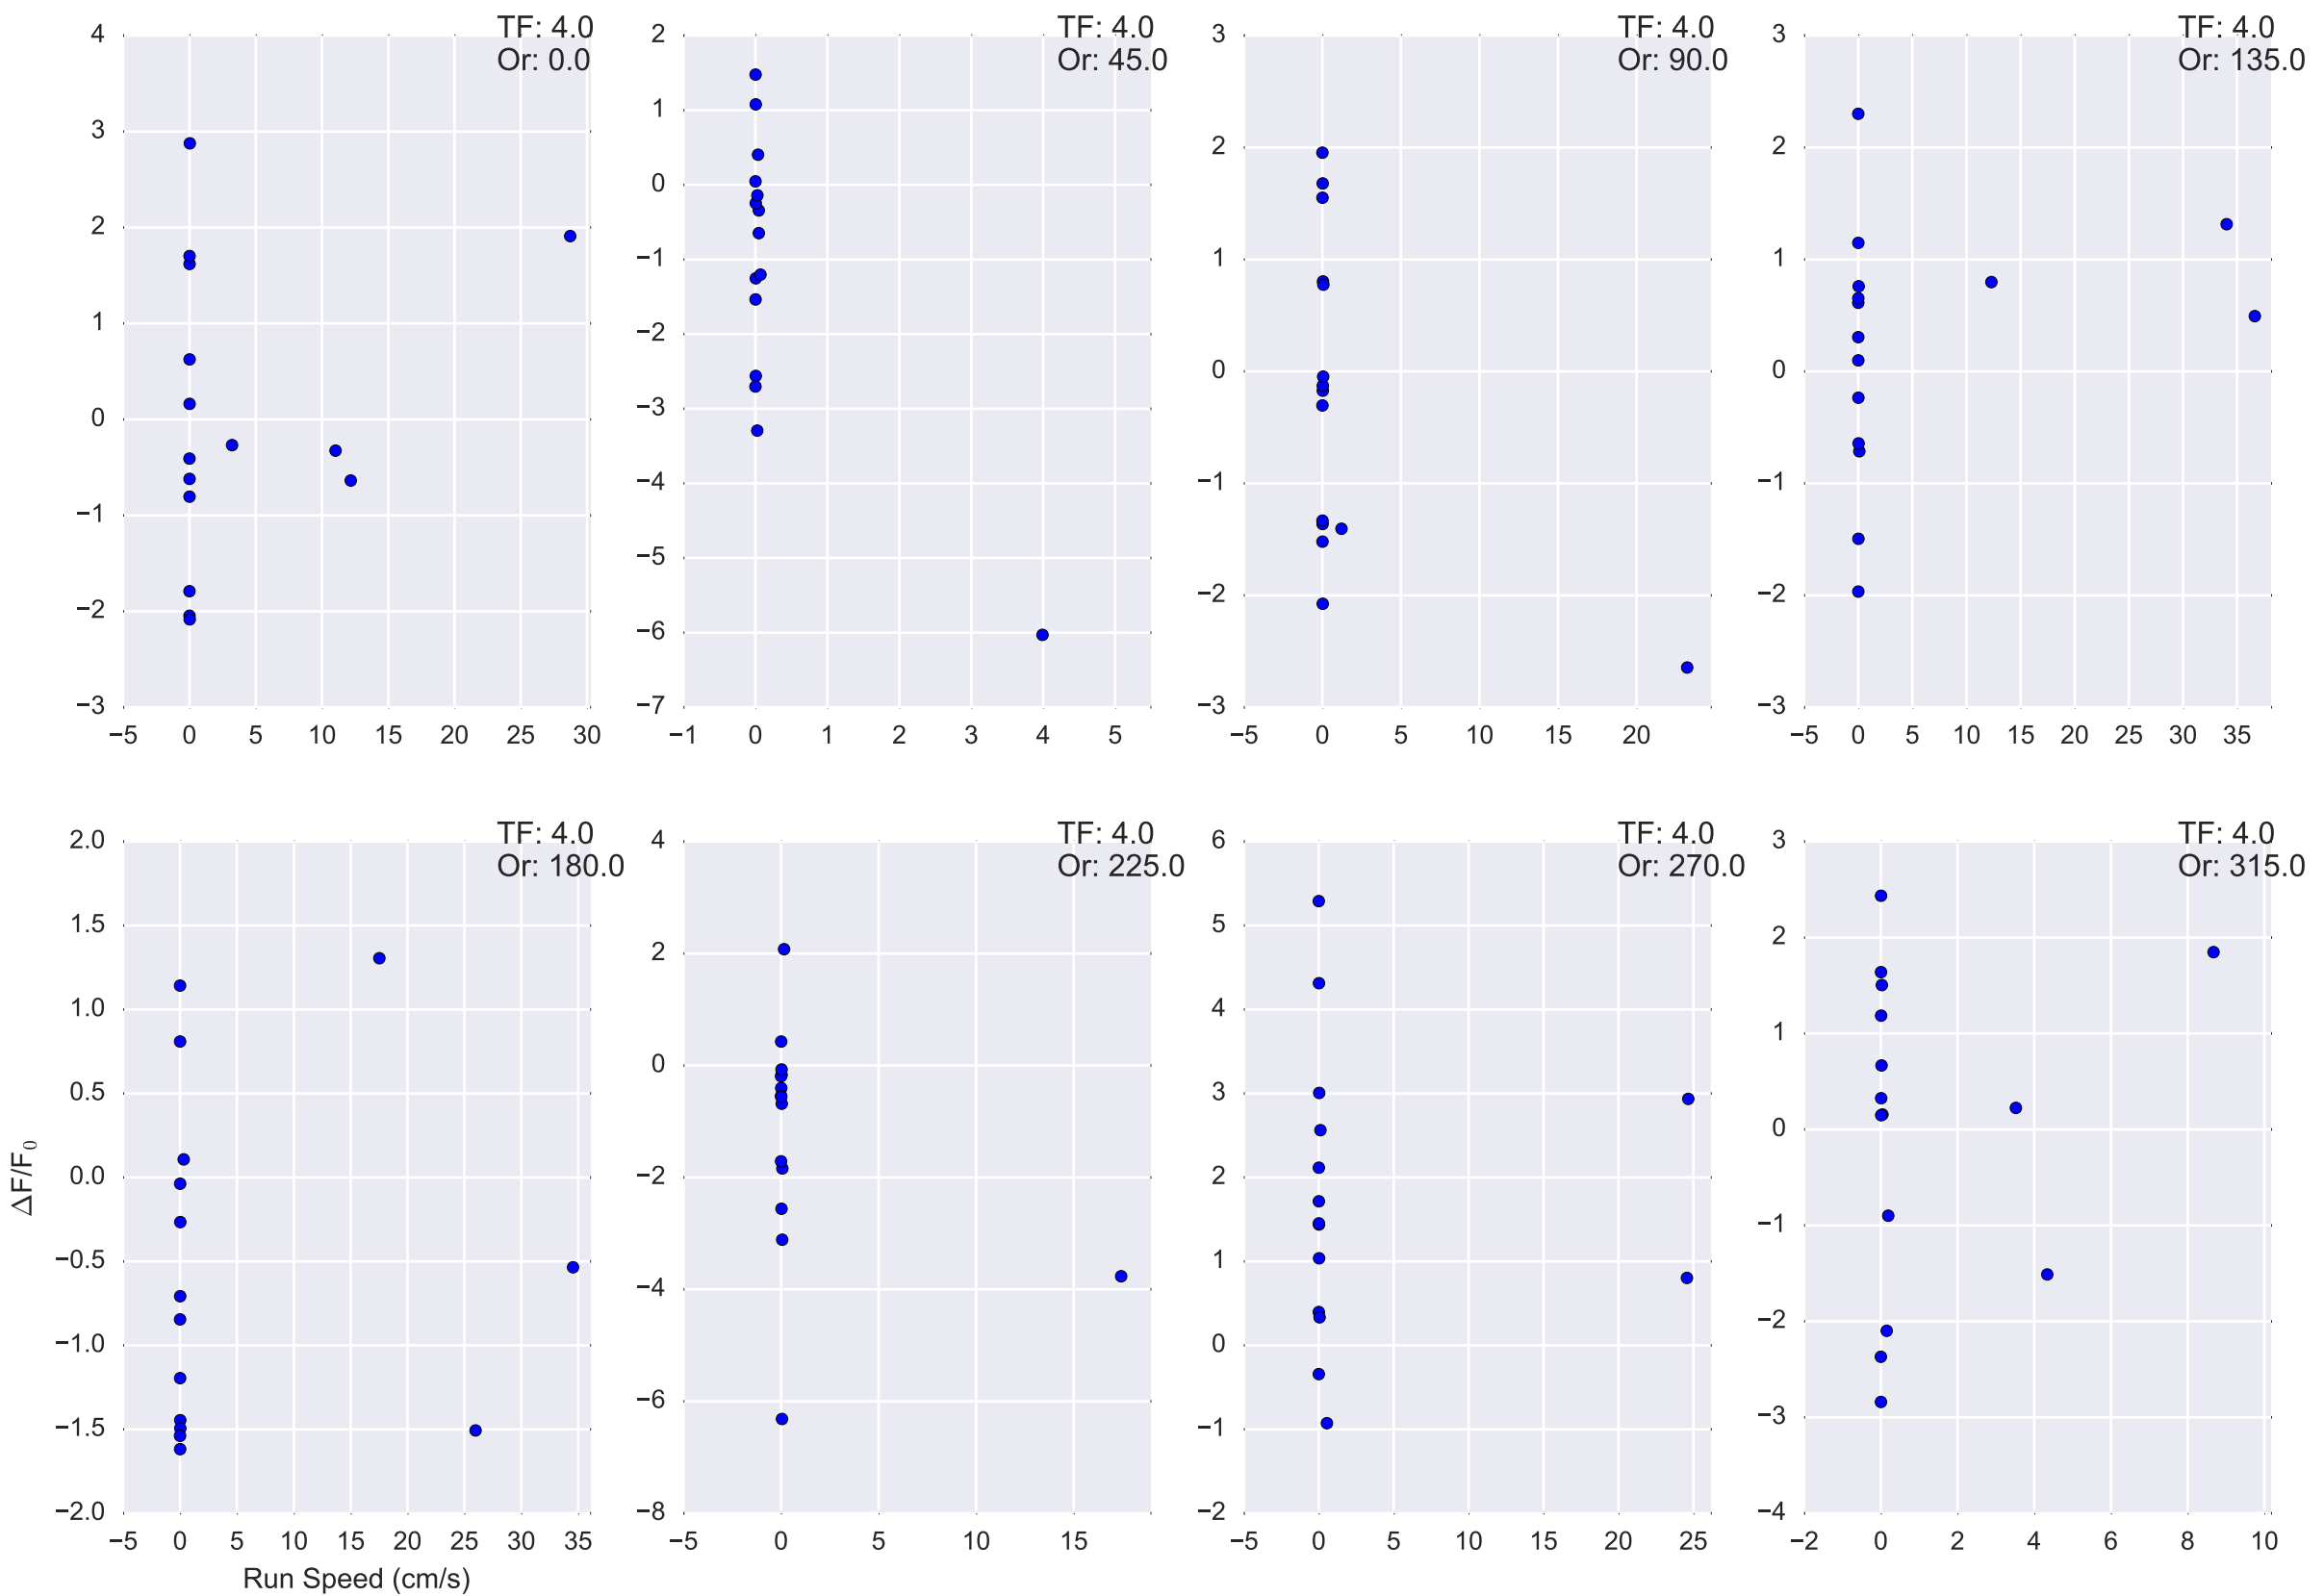 TF: 4.0
Or: 0.0
4
3
2
1
0
−1
−2
−3
−5 0 5 10 15 20 25 30
TF: 4.0
Or: 45.0
2
1
0
−1
−2
−3
−4
−5
−6
−7
−1 0 1 2 3 4 5
TF: 4.0
Or: 90.0
3
2
1
0
−1
−2
−3
−5 0 5 10 15 20
TF: 4.0
Or: 135.0
3
2
1
0
−1
−2
−3
−5 0 5 10 15 20 25 30 35
TF: 4.0
Or: 180.0
2.0
1.5
1.0
0.5
0.0
−0.5
−1.0
−1.5
−2.0
ΔF/F₀
−5 0 5 10 15 20 25 30 35
Run Speed (cm/s)
TF: 4.0
Or: 225.0
4
2
0
−2
−4
−6
−8
−5 0 5 10 15
TF: 4.0
Or: 270.0
6
5
4
3
2
1
0
−1
−2
−5 0 5 10 15 20 25
TF: 4.0
Or: 315.0
3
2
1
0
−1
−2
−3
−4
−2 0 2 4 6 8 10